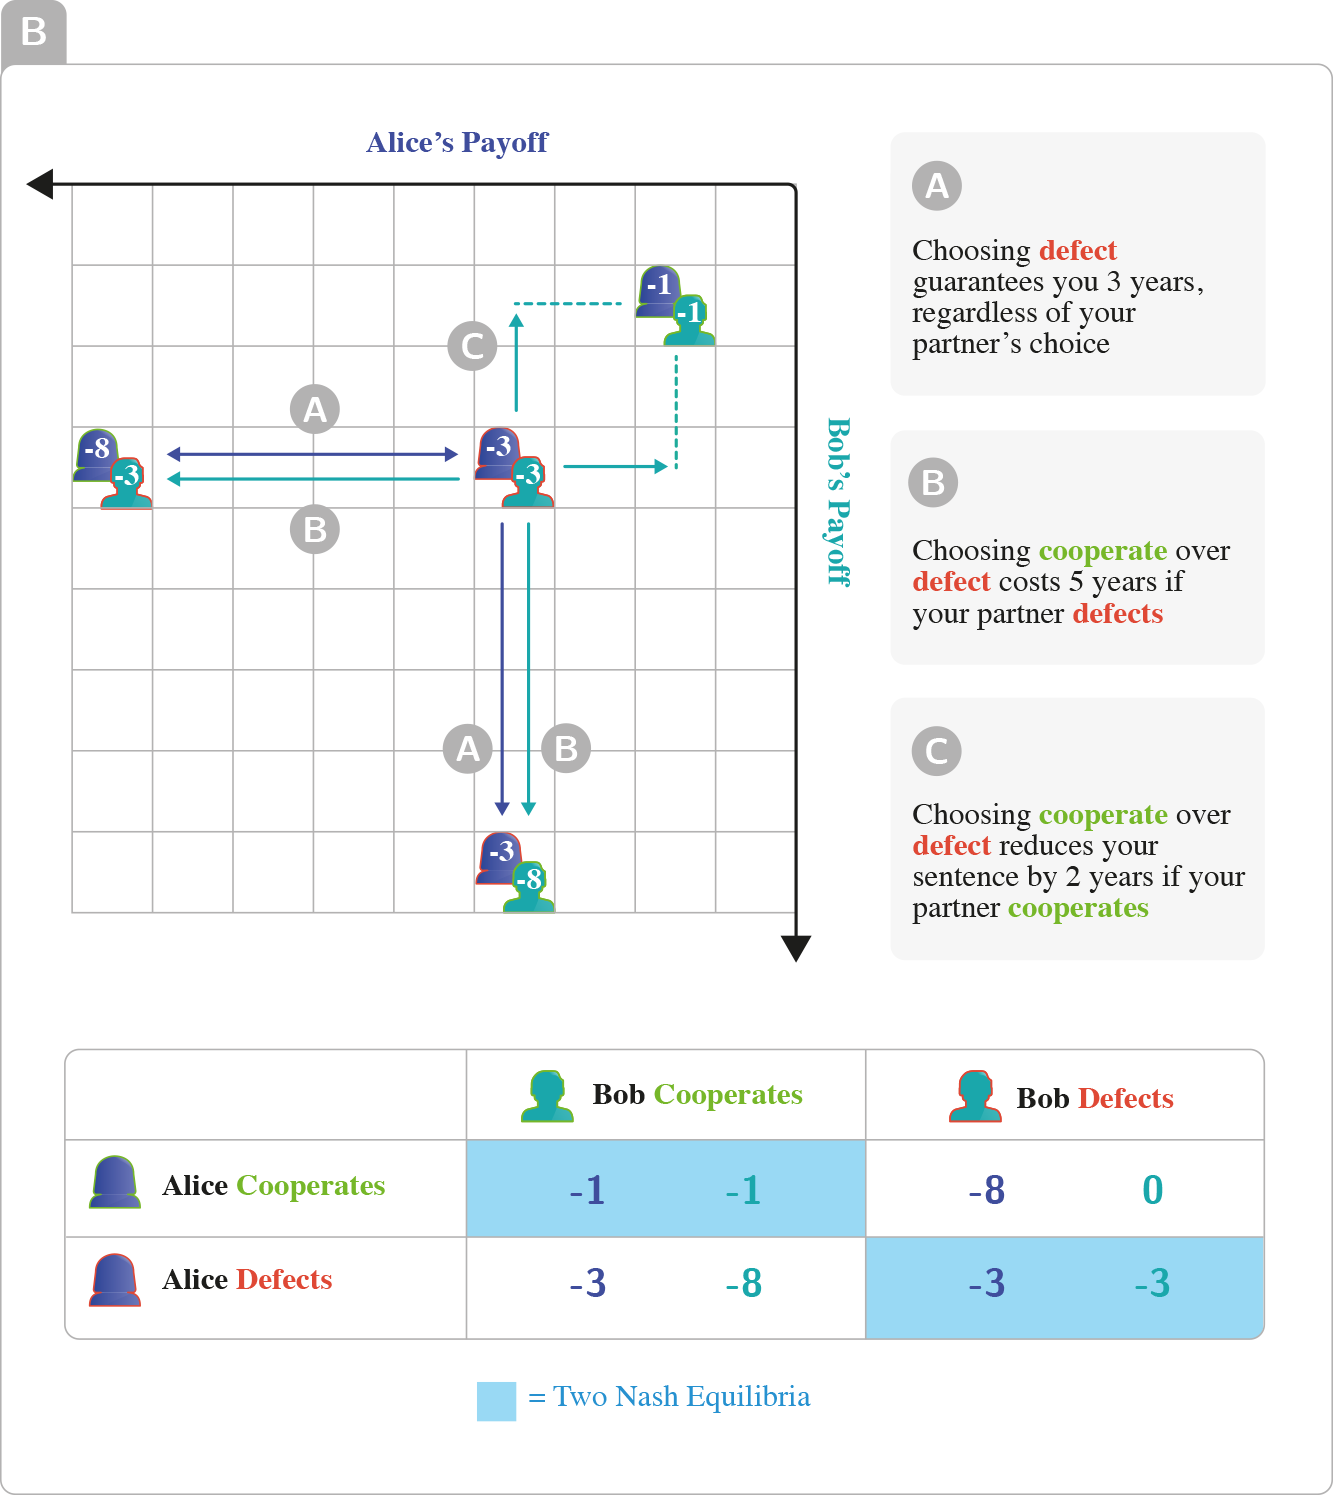 B
Alice’s Payoff
-1
-1
C
A
-8
-3
-3
-3
B
A
B
-3
-8
Bob’s Payoff
A
Choosing defect
guarantees you 3 years,
regardless of your
partner’s choice
B
Choosing cooperate over
defect costs 5 years if
your partner defects
C
Choosing cooperate over
defect reduces your
sentence by 2 years if your
partner cooperates
Bob Cooperates Bob Defects
Alice Cooperates -1 -1 -8 0
Alice Defects -3 -8 -3 -3
= Two Nash Equilibria